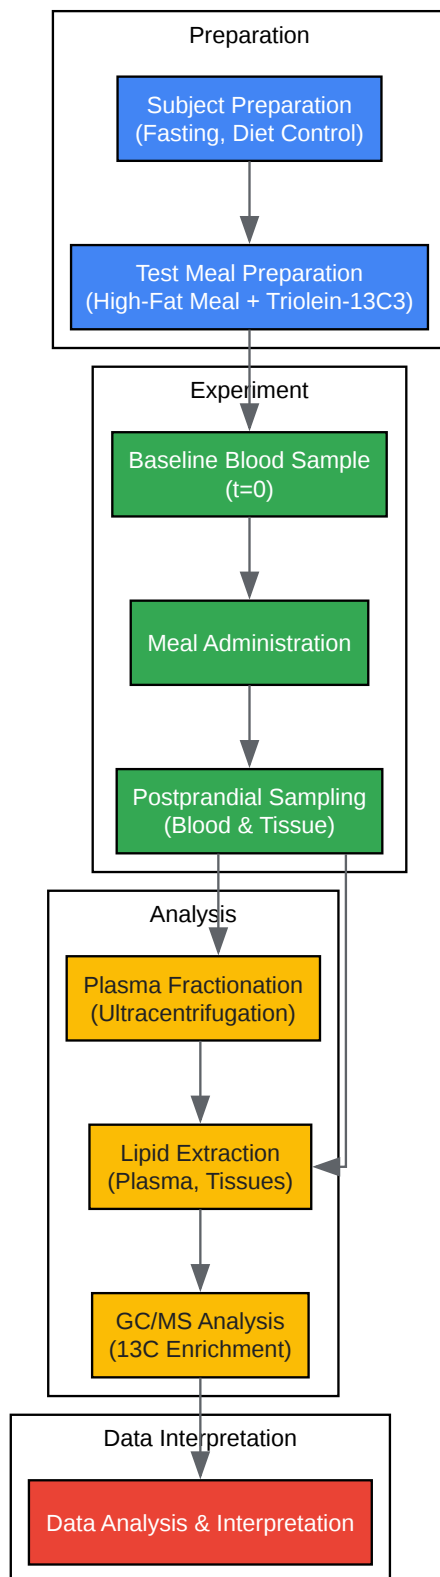 Preparation
Subject Preparation
(Fasting, Diet Control)
Test Meal Preparation
(High-Fat Meal + Triolein-13C3)
Experiment
Baseline Blood Sample
(t=0)
Meal Administration
Postprandial Sampling
(Blood & Tissue)
Analysis
Plasma Fractionation
(Ultracentrifugation)
Lipid Extraction
(Plasma, Tissues)
GC/MS Analysis
(13C Enrichment)
Data Interpretation
Data Analysis & Interpretation